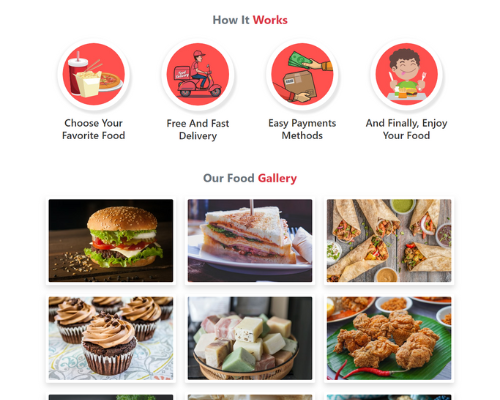 How It Works
Choose Your
Favorite Food
Free And Fast
Delivery
Easy Payments
Methods
And Finally, Enjoy
Your Food
Our Food Gallery